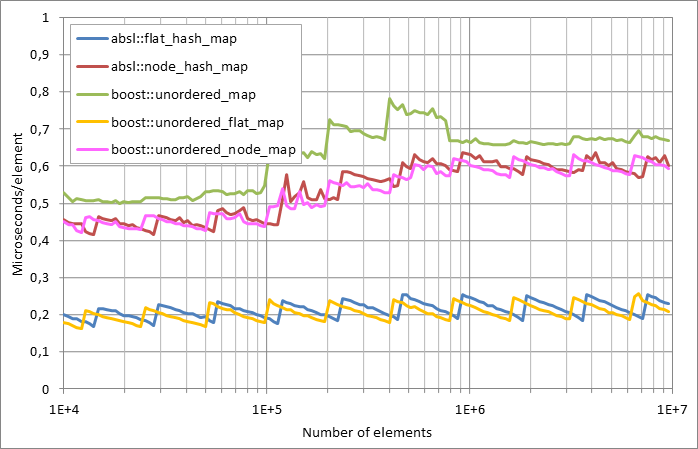 1
0,9
0,8
0,7
0,6
0,5
0,4
0,3
0,2
0,1
0
Microseconds/element
absl::flat_hash_map
absl::node_hash_map
boost::unordered_map
boost::unordered_flat_map
boost::unordered_node_map
1E+4 1E+5 1E+6 1E+7
Number of elements